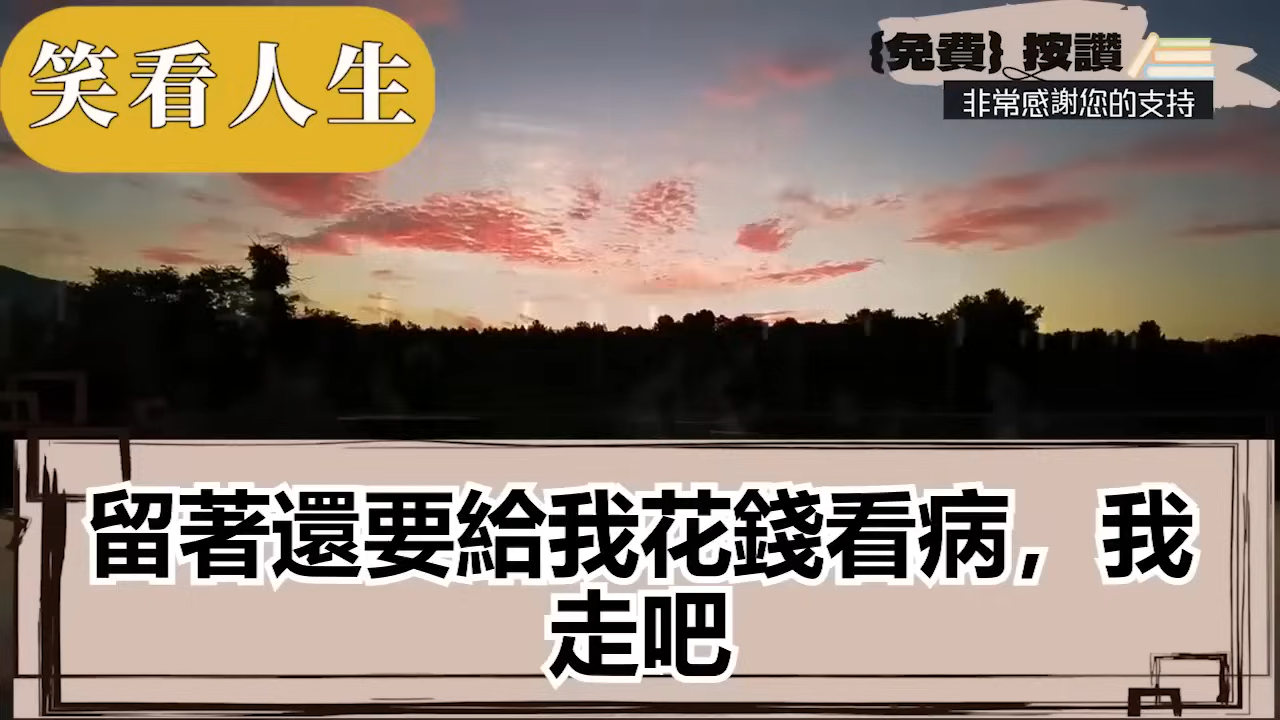 笑看人生
{免費} 按讚
非常感謝您的支持
留著還要給我花錢看病，我
走吧